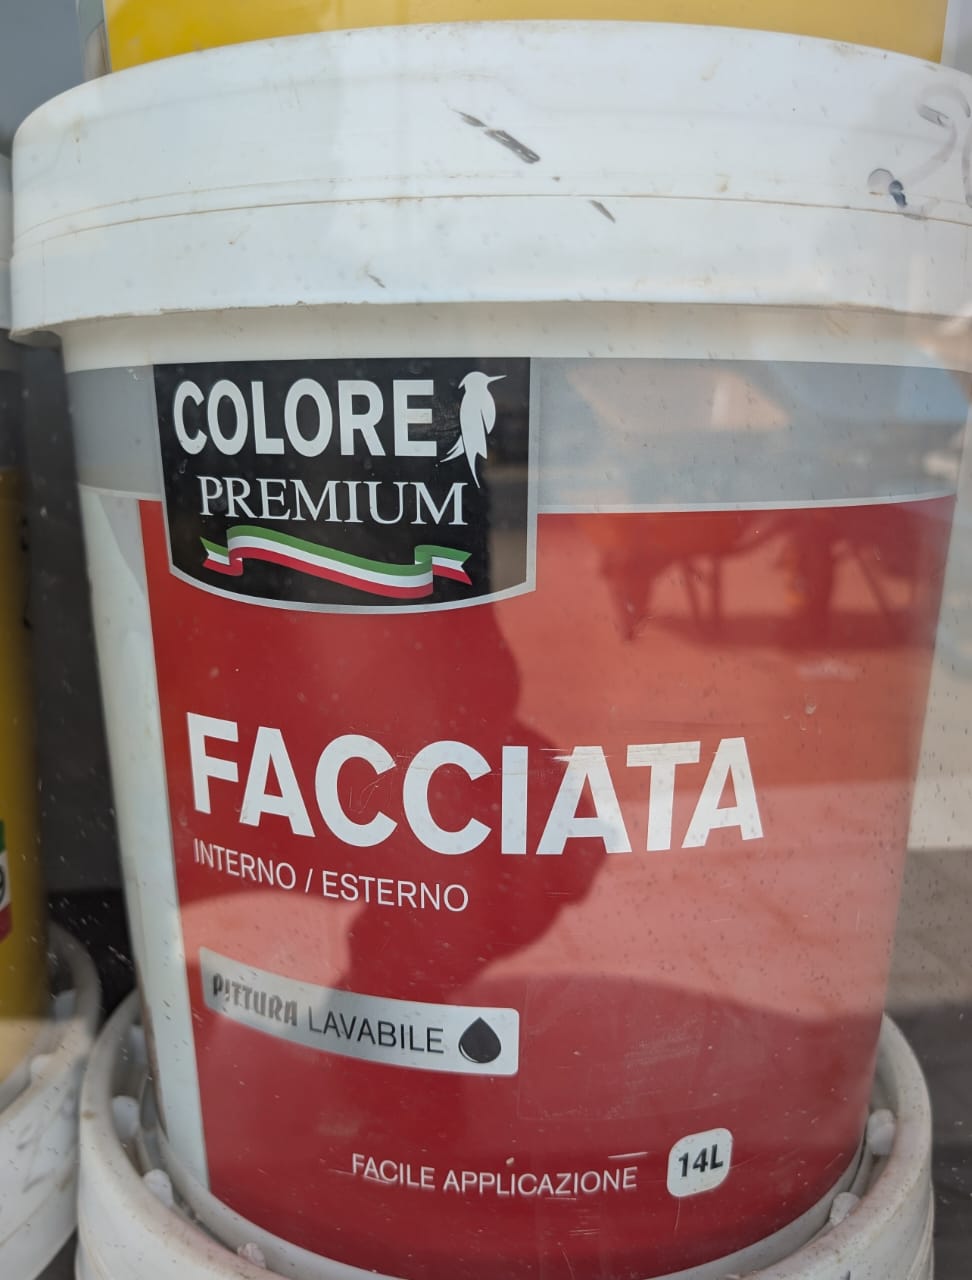 COLORE
PREMIUM
FACCIATA
INTERNO / ESTERNO
PITTURA LAVABILE
FACILE APPLICAZIONE
14L